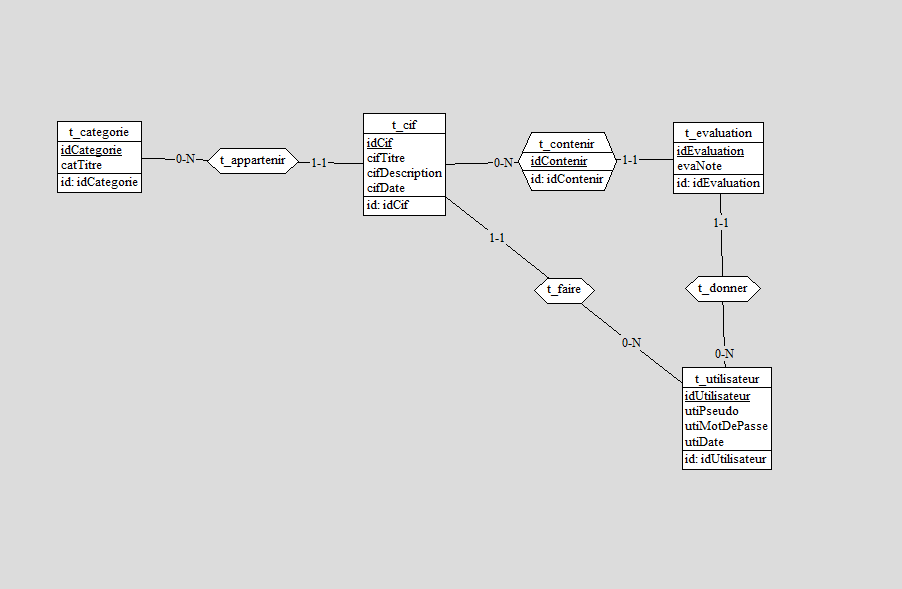 t_categorie
idCategorie
catTitre
id: idCategorie
0-N
t_appartenir
1-1
t_cif
idCif
cifTitre
cifDescription
cifDate
id: idCif
0-N
t_contenir
idContenir
id: idContenir
1-1
t_evaluation
idEvaluation
evaNote
id: idEvaluation
1-1
t_faire
0-N
1-1
t_donner
0-N
t_utilisateur
idUtilisateur
utiPseudo
utiMotDePasse
utiDate
id: idUtilisateur